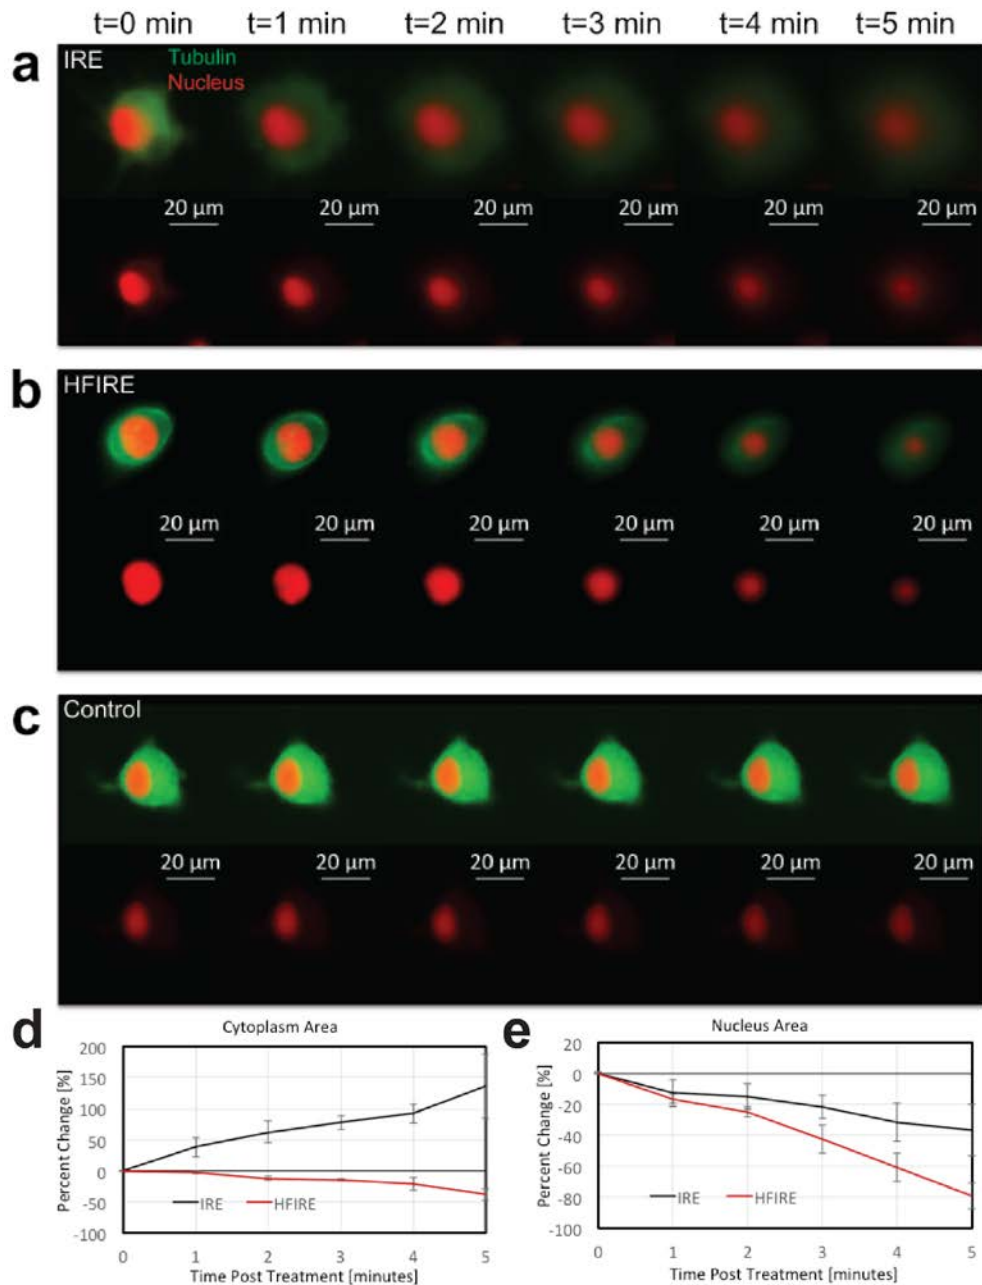 t=0 min t=1 min t=2 min t=3 min t=4 min t=5 min
a IRE Tubulin
Nucleus
20 µm 20 µm 20 µm 20 µm 20 µm 20 µm
b HFIRE
20 µm 20 µm 20 µm 20 µm 20 µm 20 µm
c Control
20 µm 20 µm 20 µm 20 µm 20 µm 20 µm
d Cytoplasm Area
Percent Change [%]
200
150
100
50
0
-50
-100
IRE HFIRE
0 1 2 3 4 5
Time Post Treatment [minutes]
e Nucleus Area
Percent Change [%]
20
0
-20
-40
-60
-80
-100
IRE HFIRE
0 1 2 3 4 5
Time Post Treatment [minutes]